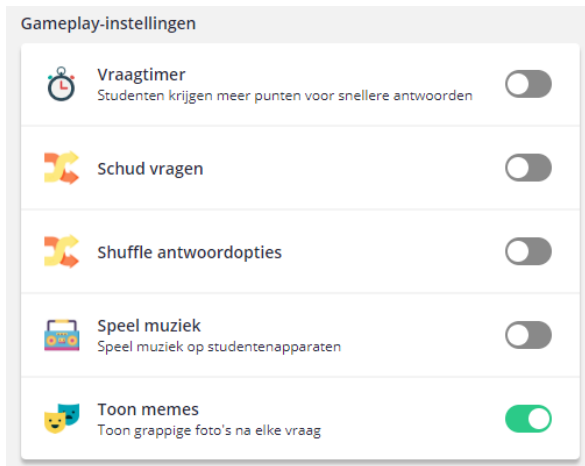 Gameplay-instellingen
Vraagtimer
Studenten krijgen meer punten voor snellere antwoorden
Schud vragen
Shuffle antwoordopties
Speel muziek
Speel muziek op studentenapparaten
Toon memes
Toon grappige foto's na elke vraag